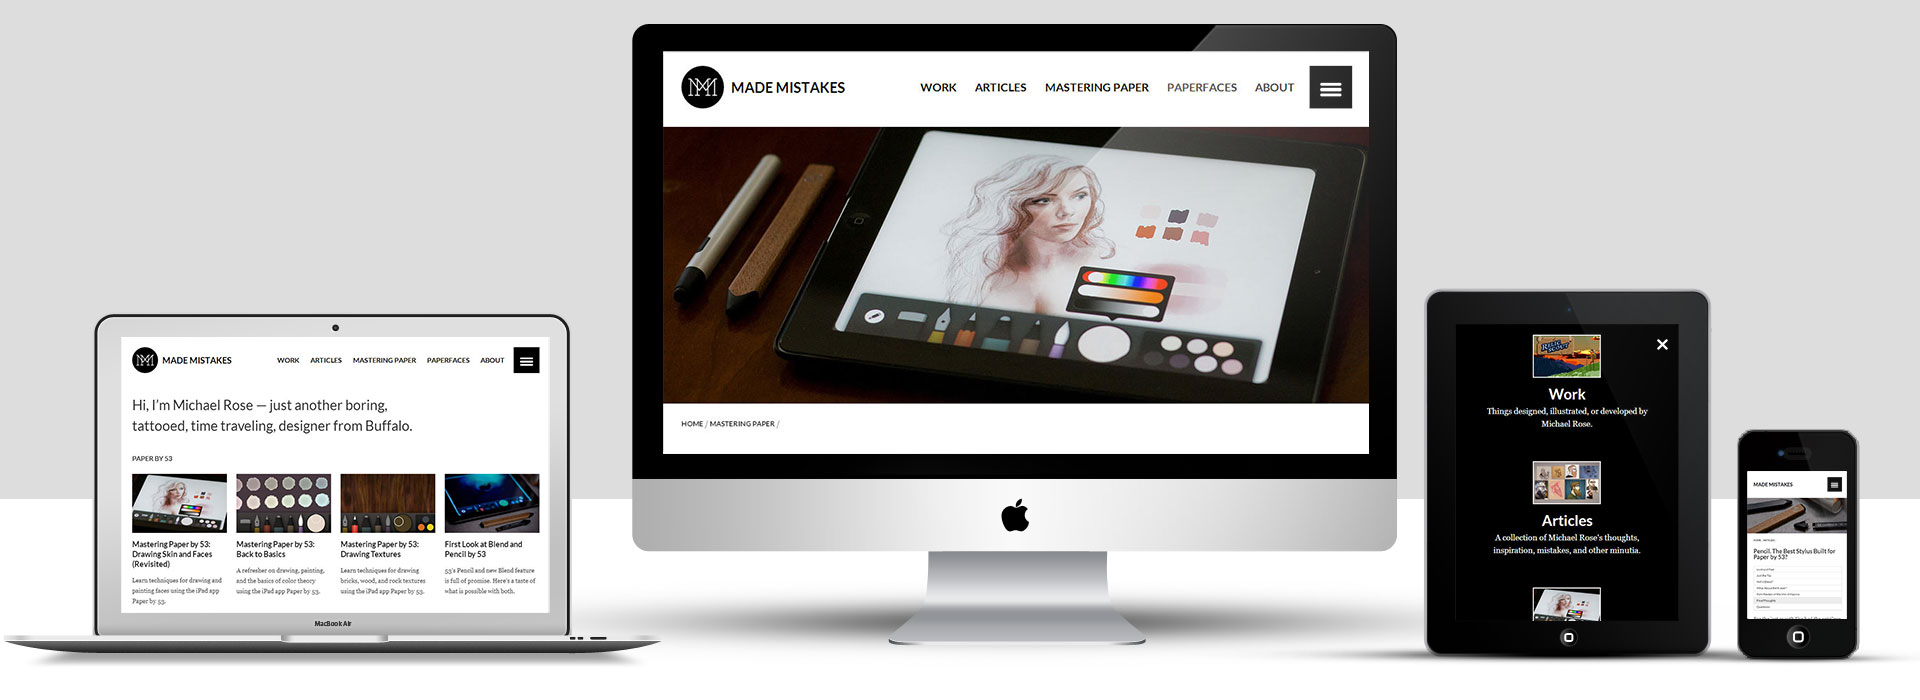 MADE MISTAKES
WORK ARTICLES MASTERING PAPER PAPERFACES ABOUT
Hi, I'm Michael Rose — just another boring,
tattooed, time traveling, designer from Buffalo.
PAPER BY 53
Mastering Paper by 53:
Drawing Skin and Faces
(Revisited)
Learn techniques for drawing and
painting faces using the iPad app
Paper by 53.
Mastering Paper by 53:
Back to Basics
A refresher on drawing, painting,
and the basics of color theory
using the iPad app Paper by 53.
Mastering Paper by 53:
Drawing Textures
Learn techniques for drawing
bricks, wood, and rock textures
using the iPad app Paper by 53.
First Look at Blend and
Pencil by 53
53's Pencil and new Blend feature
is full of promise. Here's a taste of
what is possible with both.
MacBook Air
MADE MISTAKES
WORK ARTICLES MASTERING PAPER PAPERFACES ABOUT
HOME / MASTERING PAPER /
Work
Things designed, illustrated, or developed by
Michael Rose.
Articles
A collection of Michael Rose's thoughts,
inspiration, mistakes, and other minutia.
MADE MISTAKES
Pencil. The Best Stylus Built for
Paper by 53?